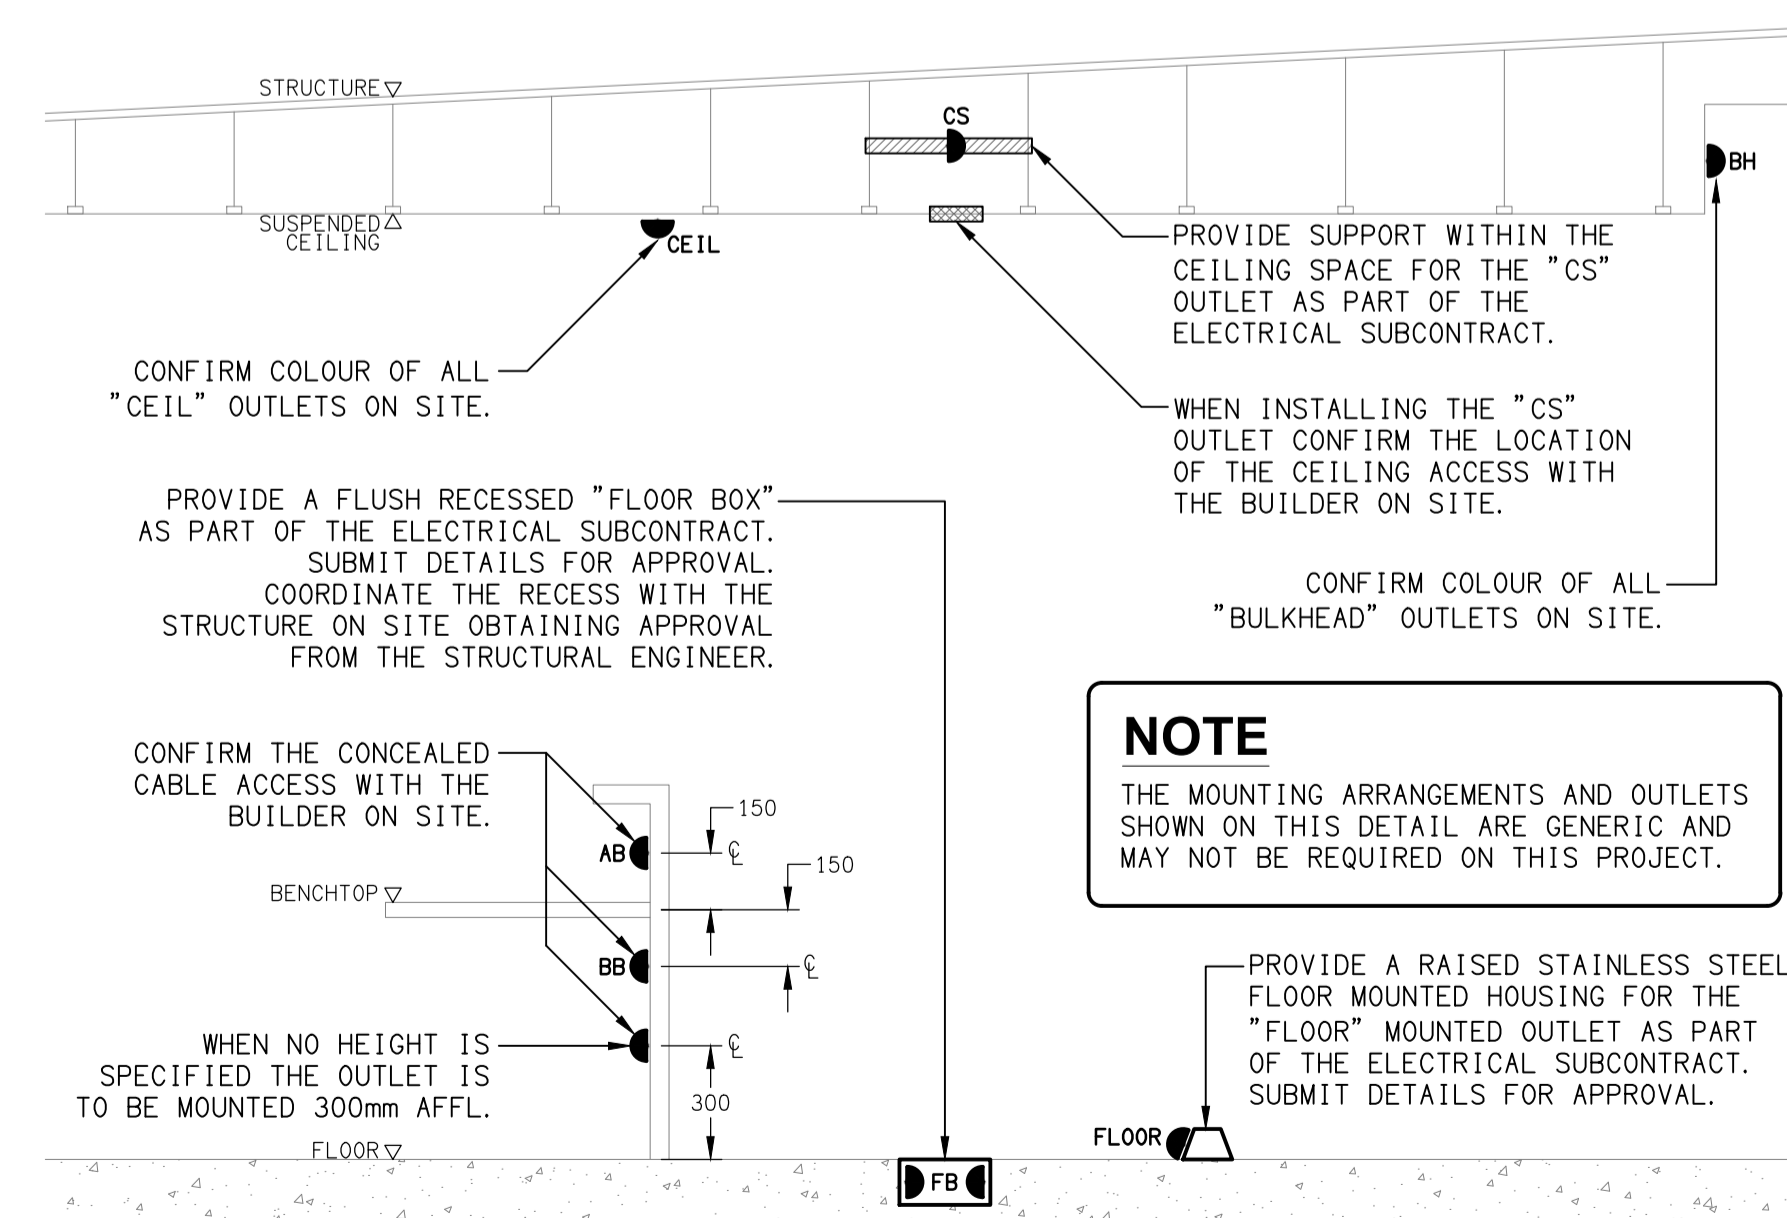 STRUCTURE
CS
BH
SUSPENDED
CEILING
CEIL
PROVIDE SUPPORT WITHIN THE
CEILING SPACE FOR THE "CS"
OUTLET AS PART OF THE
ELECTRICAL SUBCONTRACT.
CONFIRM COLOUR OF ALL
"CEIL" OUTLETS ON SITE.
WHEN INSTALLING THE "CS"
OUTLET CONFIRM THE LOCATION
OF THE CEILING ACCESS WITH
THE BUILDER ON SITE.
PROVIDE A FLUSH RECESSED "FLOOR BOX"
AS PART OF THE ELECTRICAL SUBCONTRACT.
SUBMIT DETAILS FOR APPROVAL.
COORDINATE THE RECESS WITH THE
STRUCTURE ON SITE OBTAINING APPROVAL
FROM THE STRUCTURAL ENGINEER.
CONFIRM COLOUR OF ALL
"BULKHEAD" OUTLETS ON SITE.
NOTE
THE MOUNTING ARRANGEMENTS AND OUTLETS
SHOWN ON THIS DETAIL ARE GENERIC AND
MAY NOT BE REQUIRED ON THIS PROJECT.
CONFIRM THE CONCEALED
CABLE ACCESS WITH THE
BUILDER ON SITE.
150
AB
℄
150
BENCHTOP
BB
℄
WHEN NO HEIGHT IS
SPECIFIED THE OUTLET IS
TO BE MOUNTED 300mm AFFL.
℄
300
PROVIDE A RAISED STAINLESS STEEL
FLOOR MOUNTED HOUSING FOR THE
"FLOOR" MOUNTED OUTLET AS PART
OF THE ELECTRICAL SUBCONTRACT.
SUBMIT DETAILS FOR APPROVAL.
FLOOR
FLOOR
FB